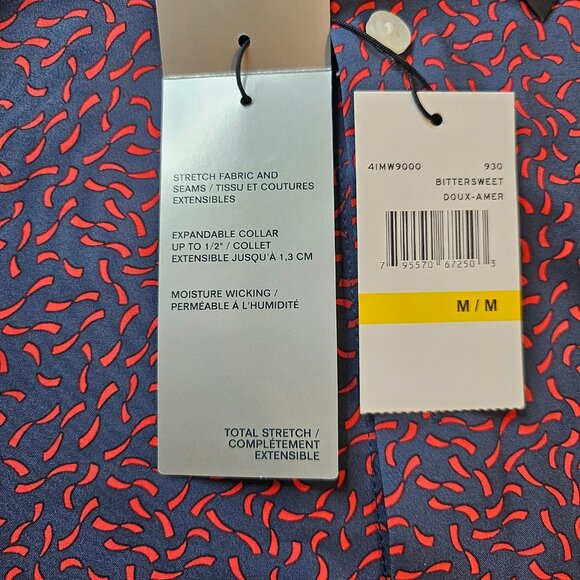 STRETCH FABRIC AND
SEAMS / TISSU ET COUTURES
EXTENSIBLES
EXPANDABLE COLLAR
UP TO 1/2" / COLLET
EXTENSIBLE JUSQU'À 1,3 CM
MOISTURE WICKING /
PERMÉABLE À L'HUMIDITÉ
TOTAL STRETCH /
COMPLÉTEMENT
EXTENSIBLE
41MW9000 930
BITTERSWEET
DOUX-AMER
7 95570 67250 3
M / M